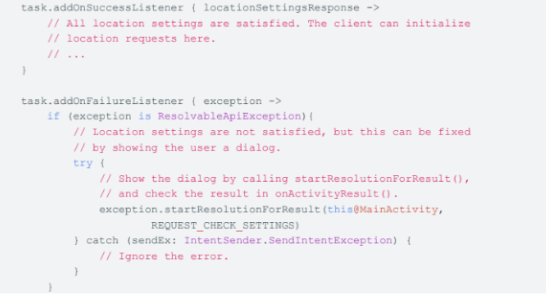 task.addOnSuccessListener { locationSettingsResponse ->
    // All location settings are satisfied. The client can initialize
    // location requests here.
    // ...
}

task.addOnFailureListener { exception ->
    if (exception is ResolvableApiException){
        // Location settings are not satisfied, but this can be fixed
        // by showing the user a dialog.
        try {
            // Show the dialog by calling startResolutionForResult(),
            // and check the result in onActivityResult().
            exception.startResolutionForResult(this@MainActivity,
                    REQUEST_CHECK_SETTINGS)
        } catch (sendEx: IntentSender.SendIntentException) {
            // Ignore the error.
        }
    }